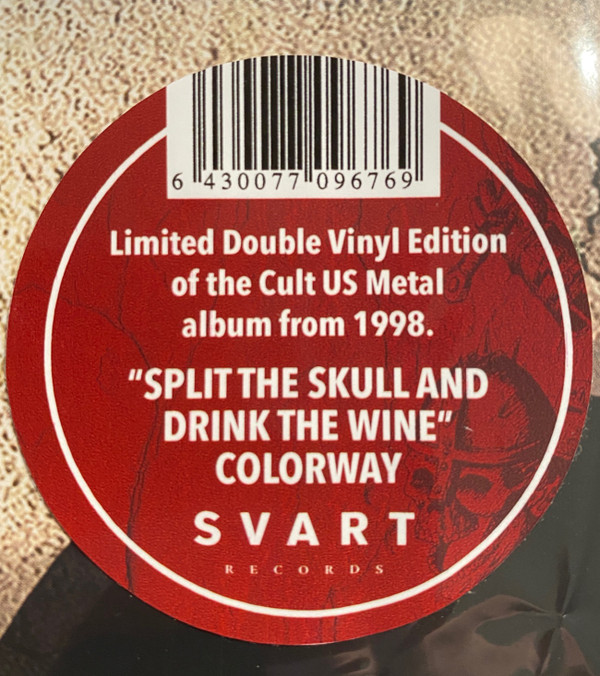 6 430077 096769
Limited Double Vinyl Edition
of the Cult US Metal
album from 1998.
"SPLIT THE SKULL AND
DRINK THE WINE"
COLORWAY
SVART
RECORDS